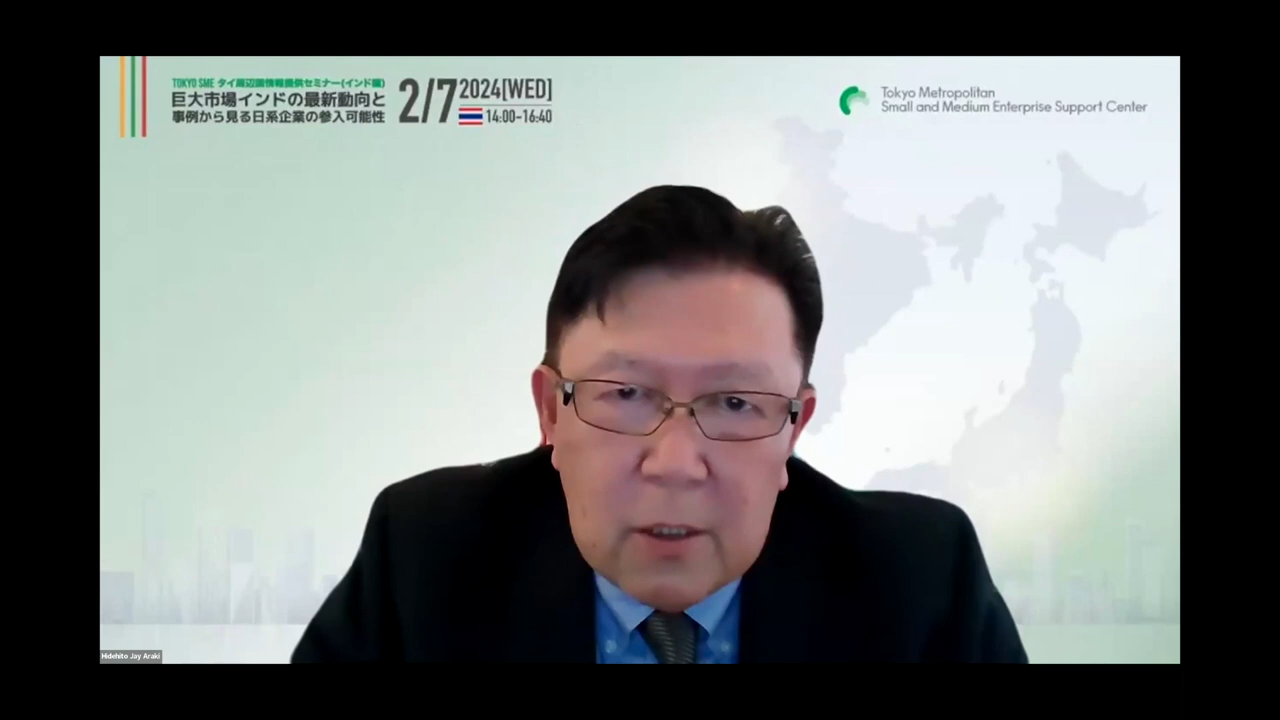 TOKYO SME タイ周辺国情報提供セミナー(インド編)
巨大市場インドの最新動向と
事例から見る日系企業の参入可能性
2/7 2024[WED]
14:00-16:40
Tokyo Metropolitan
Small and Medium Enterprise Support Center
Hidehito Jay Araki